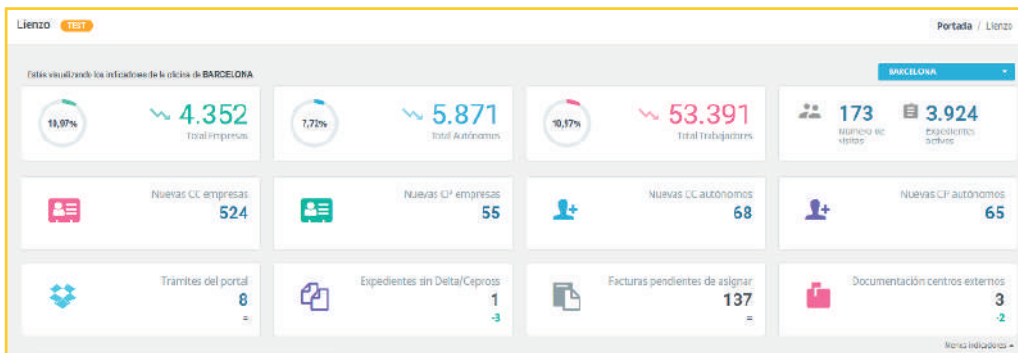 Lienzo TEST
Portada / Lienzo
Estás visualizando los indicadores de la oficina de BARCELONA
BARCELONA
10,97%
4.352
Total Empresas
7,72%
5.871
Total Autónomos
10,57%
53.391
Total Trabajadores
173
Número de
visitas
3.924
Expedientes
activos
Nuevas CC empresas
524
Nuevas CP empresas
55
Nuevas CC autónomos
68
Nuevas CP autónomos
65
Trámites del portal
8
=
Expedientes sin Delta/Cepross
1
-3
Facturas pendientes de asignar
137
=
Documentación centros externos
3
-2
Menos indicadores